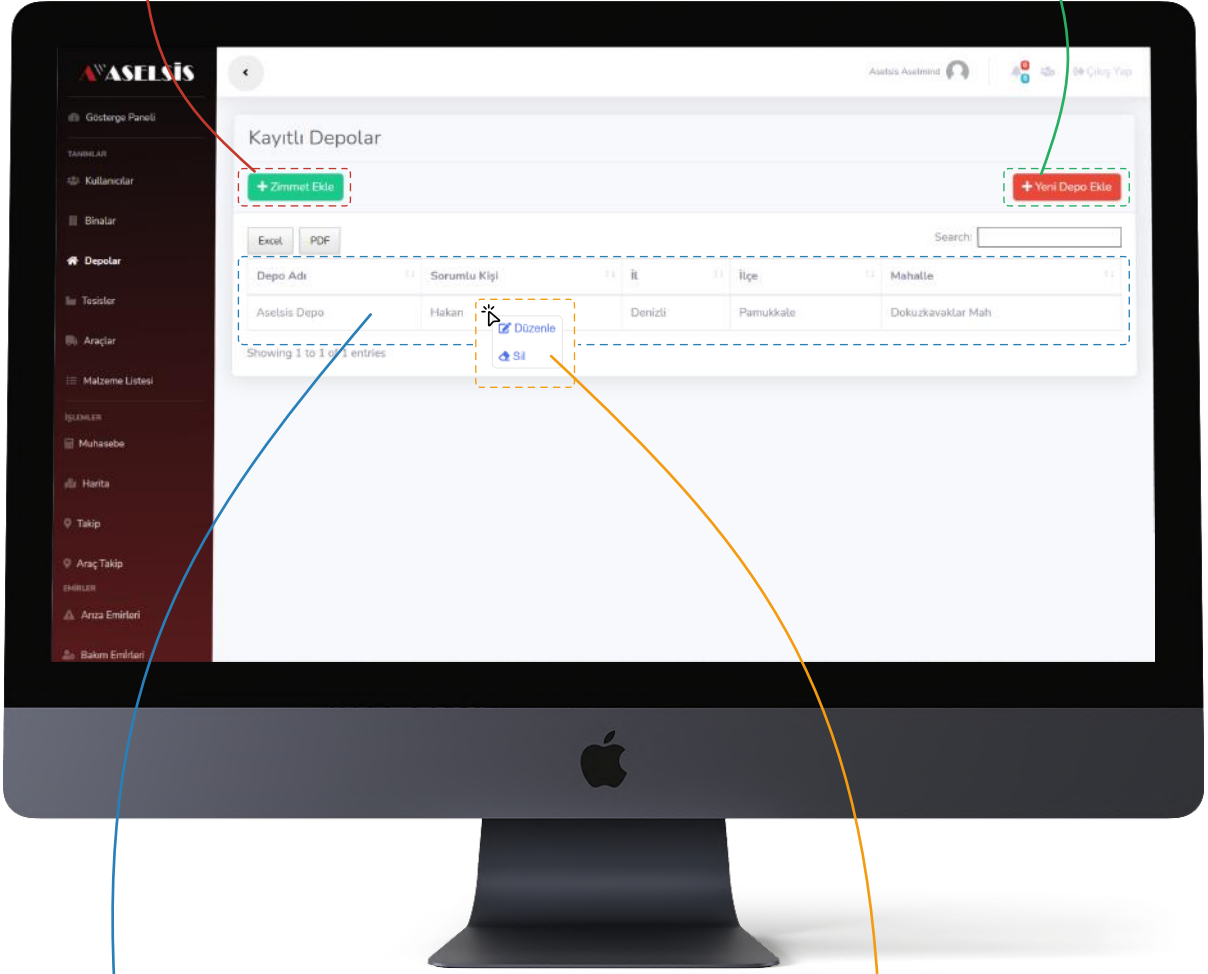 ASELSİS
Aselsis Aselmind
Çıkış Yap
Gösterge Paneli
TANIMLAR
Kullanıcılar
Binalar
Depolar
Tesisler
Araçlar
Malzeme Listesi
İŞLEMLER
Muhasebe
Harita
Takip
Araç Takip
EMİRLER
Arıza Emirleri
Bakım Emirleri
Kayıtlı Depolar
+ Zimmet Ekle
+ Yeni Depo Ekle
Excel PDF
Search:
Depo Adı Sorumlu Kişi İl İlçe Mahalle
Aselsis Depo Hakan Denizli Pamukkale Dokuzkavaklar Mah.
Düzenle
Sil
Showing 1 to 1 of 1 entries